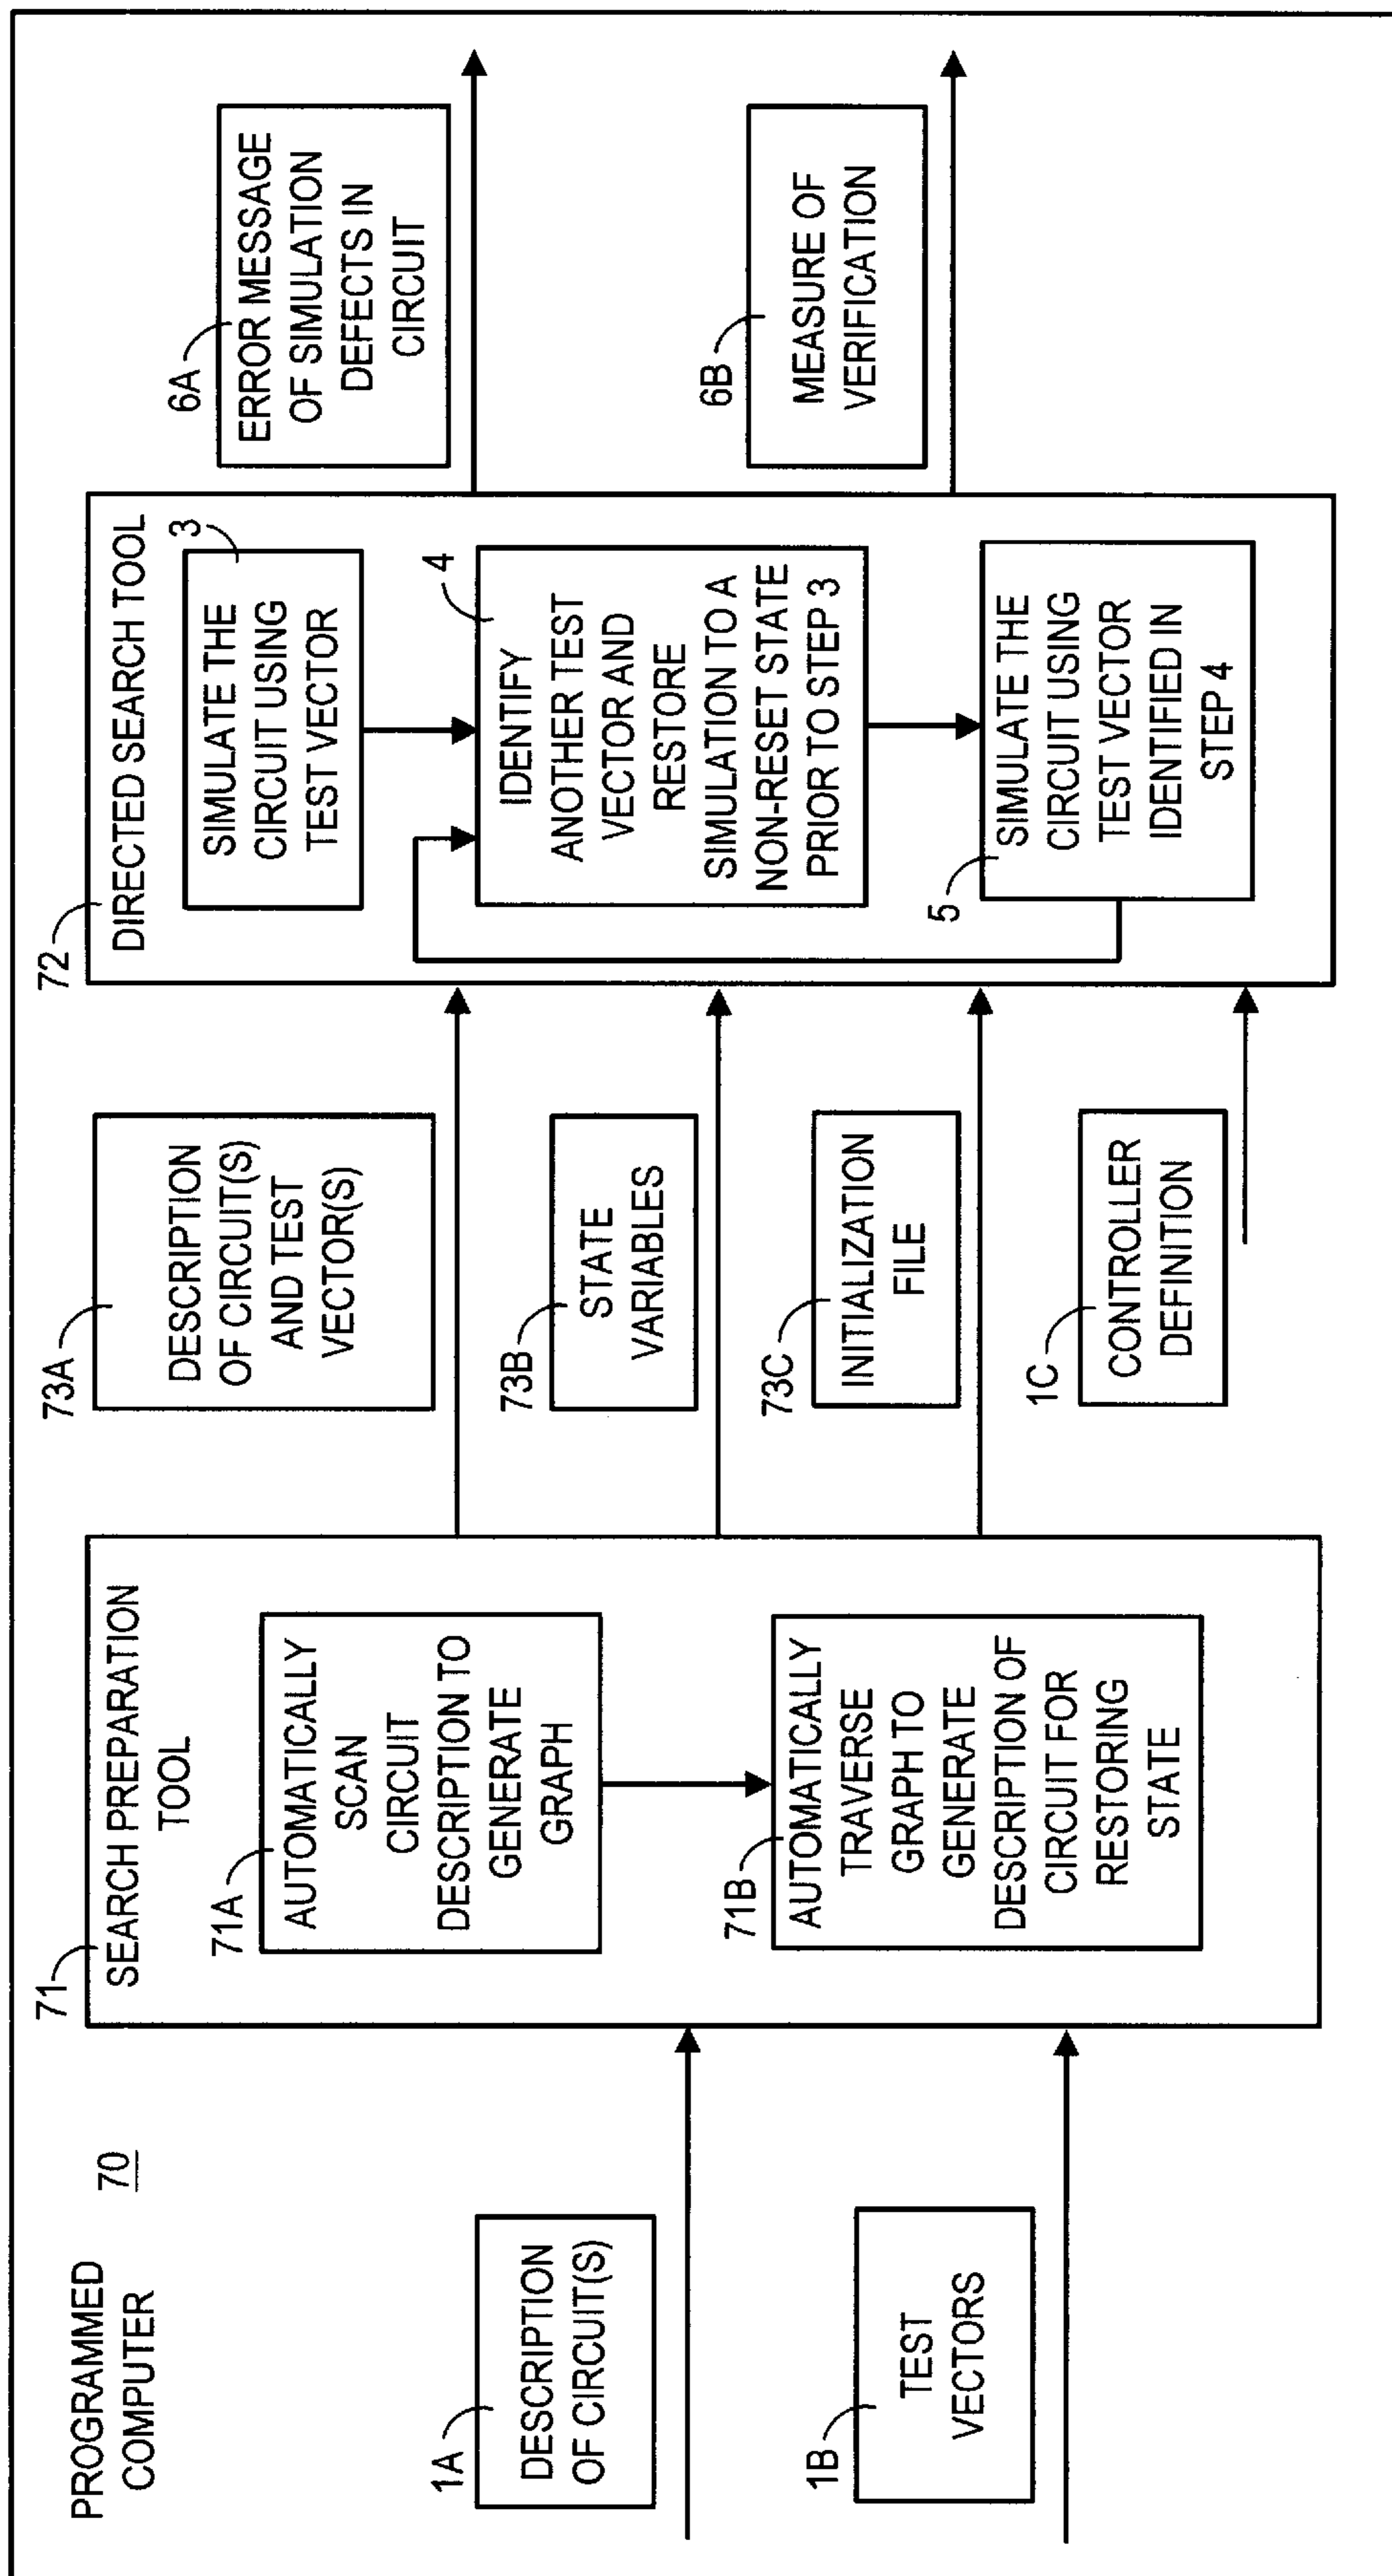 PROGRAMMED
COMPUTER
70
1A
DESCRIPTION
OF CIRCUIT(S)
1B
TEST
VECTORS
71
SEARCH PREPARATION
TOOL
71A
AUTOMATICALLY
SCAN
CIRCUIT
DESCRIPTION TO
GENERATE
GRAPH
71B
AUTOMATICALLY
TRAVERSE
GRAPH TO
GENERATE
DESCRIPTION OF
CIRCUIT FOR
RESTORING
STATE
73A
DESCRIPTION
OF CIRCUIT(S)
AND TEST
VECTOR(S)
73B
STATE
VARIABLES
73C
INITIALIZATION
FILE
1C
CONTROLLER
DEFINITION
72
DIRECTED SEARCH TOOL
3
SIMULATE THE
CIRCUIT USING
TEST VECTOR
4
IDENTIFY
ANOTHER TEST
VECTOR AND
RESTORE
SIMULATION TO A
NON-RESET STATE
PRIOR TO STEP 3
5
SIMULATE THE
CIRCUIT USING
TEST VECTOR
IDENTIFIED IN
STEP 4
6A
ERROR MESSAGE
OF SIMULATION
DEFECTS IN
CIRCUIT
6B
MEASURE OF
VERIFICATION